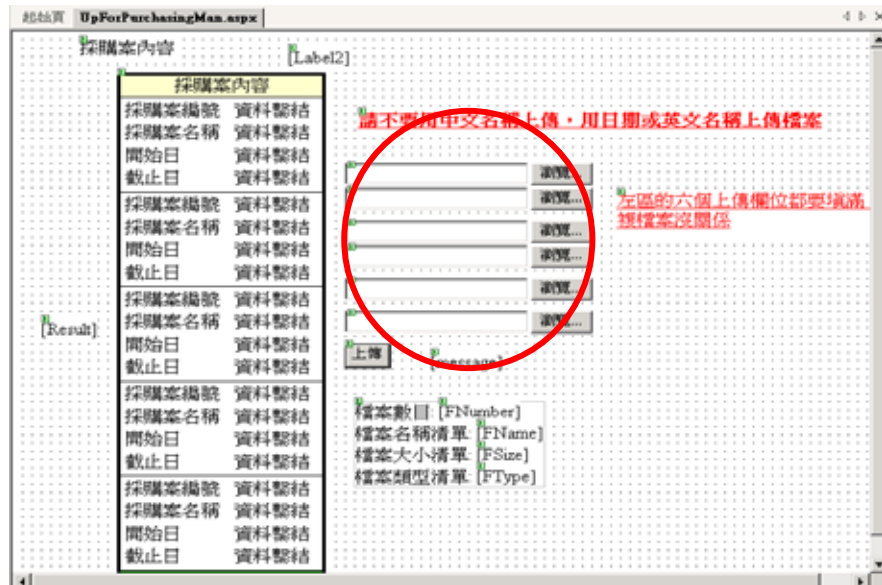 起始頁 UpForPurchasingMan.aspx
採購案內容 [Label2]
採購案內容
採購案編號 資料繫結
採購案名稱 資料繫結
開始日 資料繫結
截止日 資料繫結
採購案編號 資料繫結
採購案名稱 資料繫結
開始日 資料繫結
截止日 資料繫結
採購案編號 資料繫結
採購案名稱 資料繫結
開始日 資料繫結
截止日 資料繫結
採購案編號 資料繫結
採購案名稱 資料繫結
開始日 資料繫結
截止日 資料繫結
採購案編號 資料繫結
採購案名稱 資料繫結
開始日 資料繫結
截止日 資料繫結
[Result]
請不要用中文名稱上傳，用日期或英文名稱上傳檔案
瀏覽...
瀏覽...
瀏覽...
瀏覽...
瀏覽...
瀏覽...
左區的六個上傳欄位都要填滿
複檔案沒關係
上傳 [message]
檔案數目: [FNumber]
檔案名稱清單: [FName]
檔案大小清單: [FSize]
檔案類型清單: [FType]